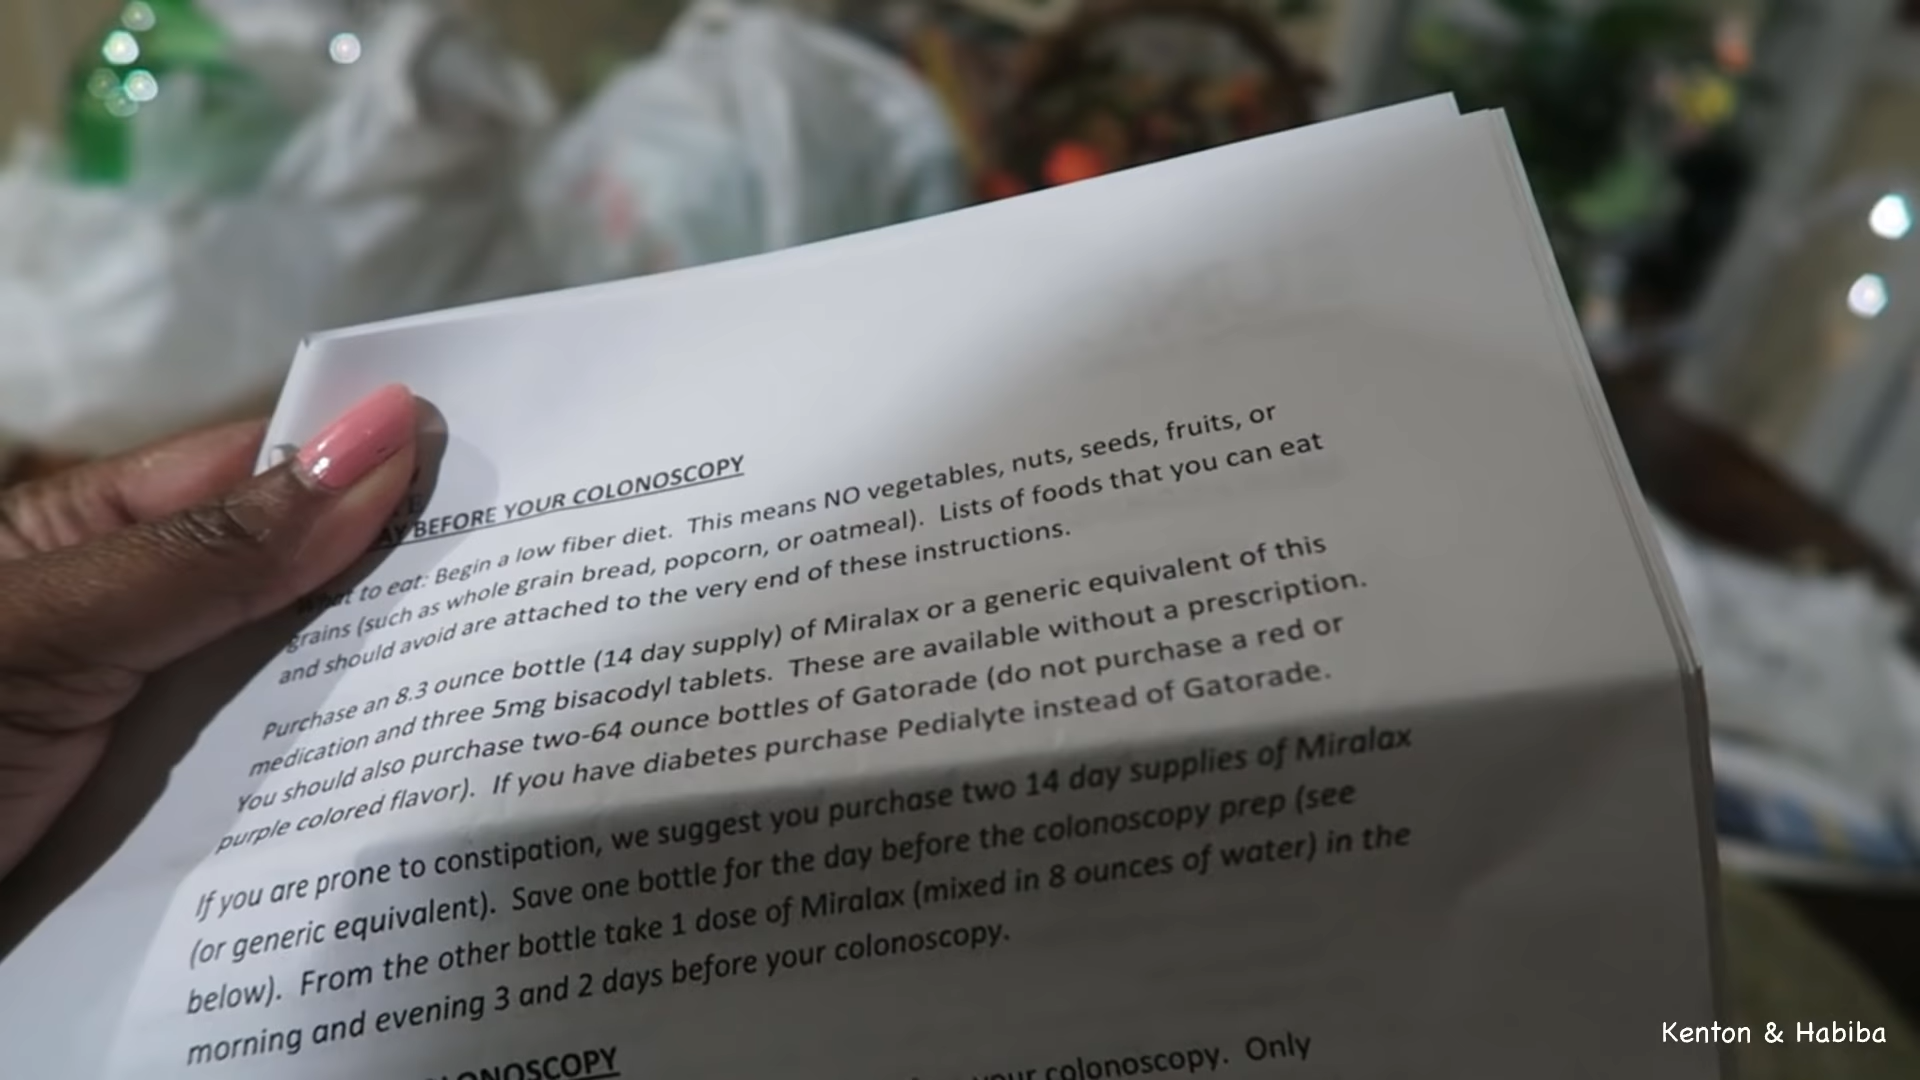 BEFORE YOUR COLONOSCOPY
to eat: Begin a low fiber diet. This means NO vegetables, nuts, seeds, fruits, or
grains (such as whole grain bread, popcorn, or oatmeal). Lists of foods that you can eat
and should avoid are attached to the very end of these instructions.
Purchase an 8.3 ounce bottle (14 day supply) of Miralax or a generic equivalent of this
medication and three 5mg bisacodyl tablets. These are available without a prescription.
You should also purchase two-64 ounce bottles of Gatorade (do not purchase a red or
purple colored flavor). If you have diabetes purchase Pedialyte instead of Gatorade.
If you are prone to constipation, we suggest you purchase two 14 day supplies of Miralax
(or generic equivalent). Save one bottle for the day before the colonoscopy prep (see
below). From the other bottle take 1 dose of Miralax (mixed in 8 ounces of water) in the
morning and evening 3 and 2 days before your colonoscopy.
your colonoscopy. Only
Kenton & Habiba